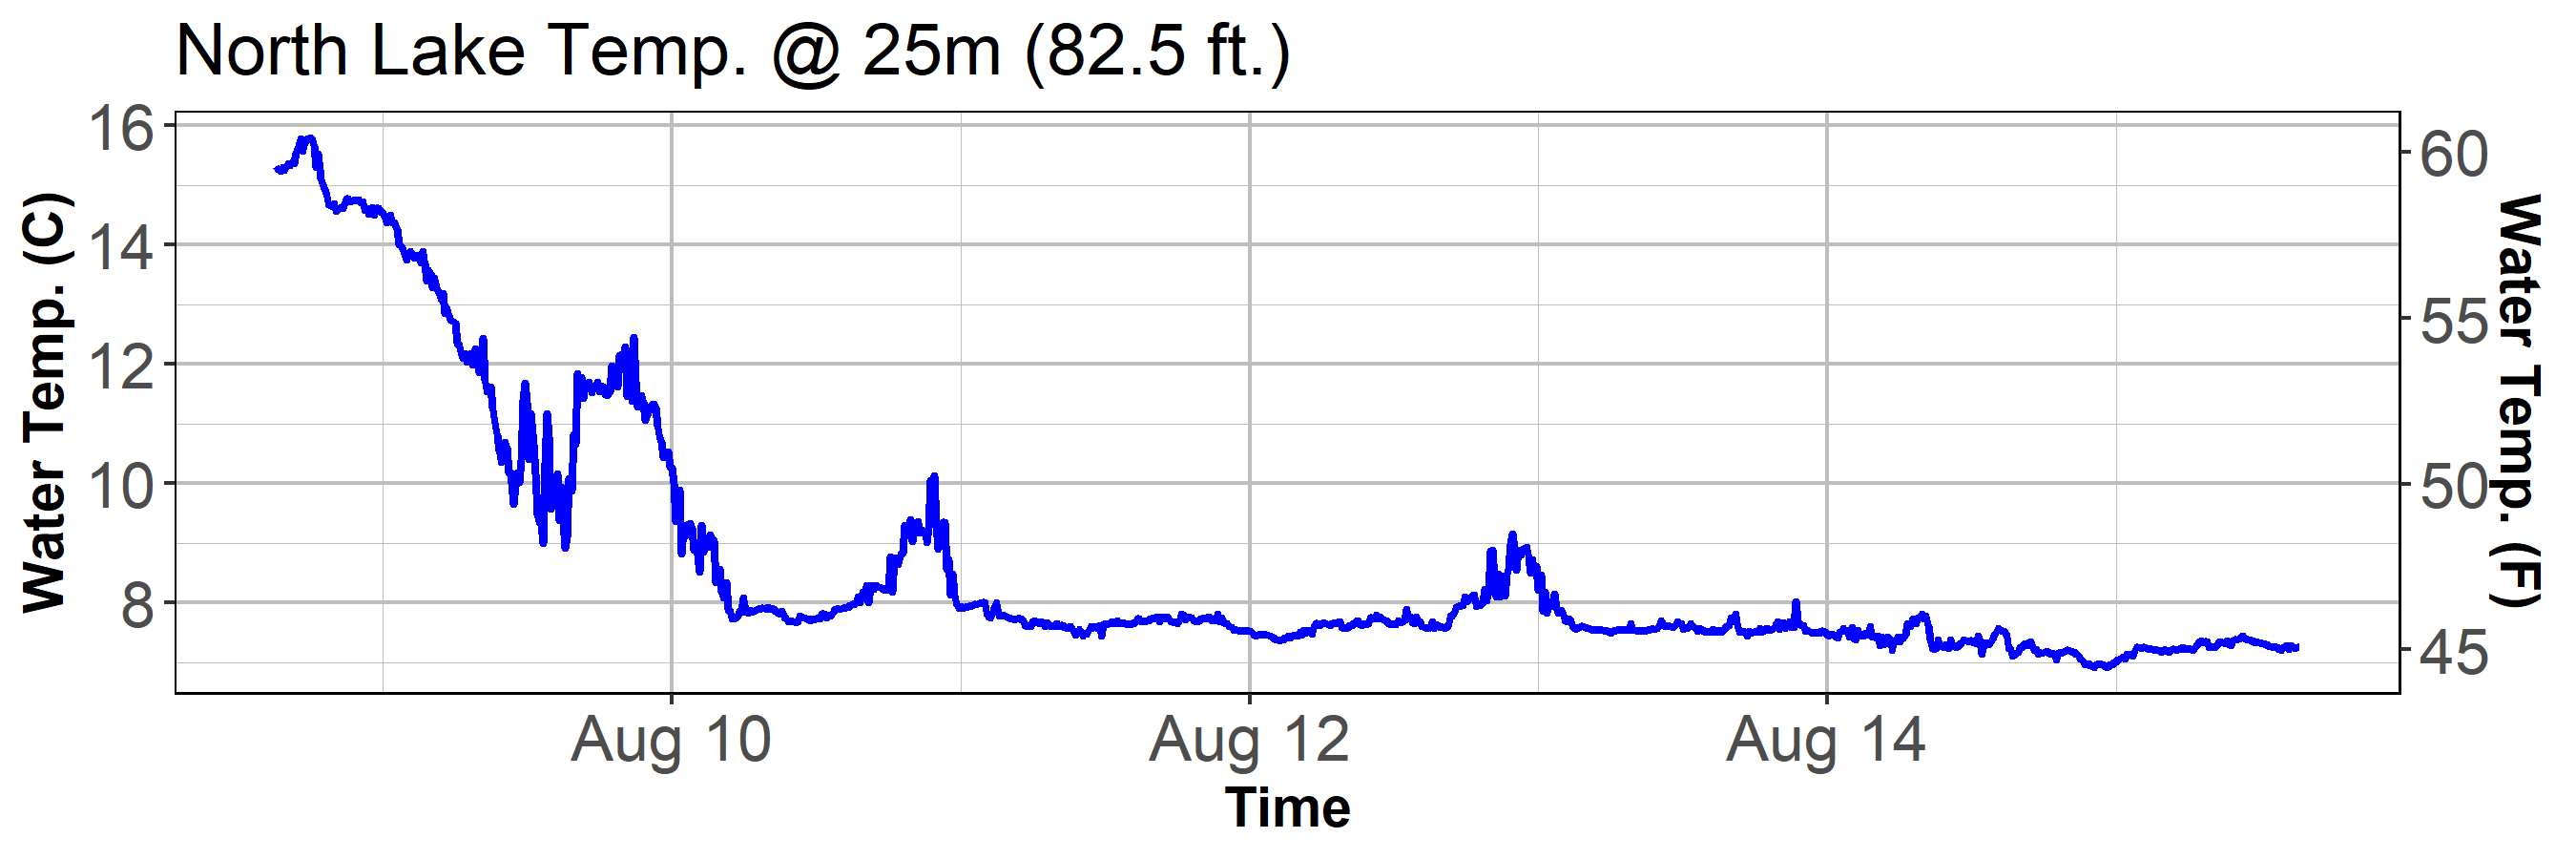 North Lake Temp. @ 25m (82.5 ft.)
Water Temp. (C)
16
14
12
10
8
60
55
50
45
Water Temp. (F)
Aug 10 Aug 12 Aug 14
Time